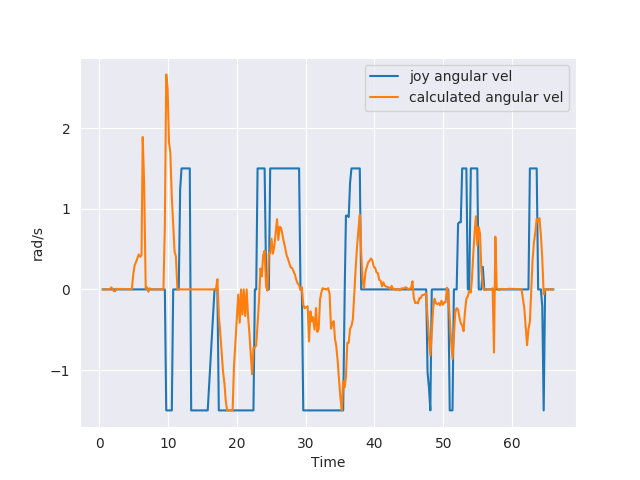 joy angular vel
calculated angular vel
2
1
0
−1
rad/s
0 10 20 30 40 50 60
Time